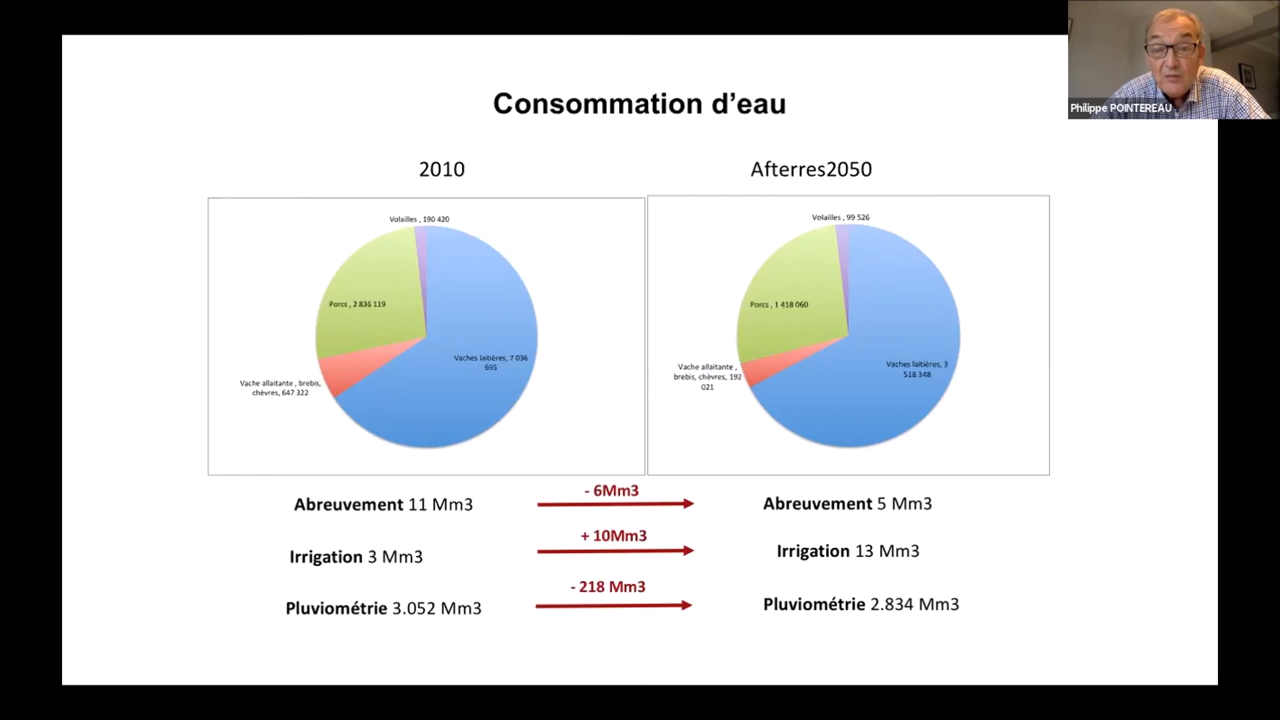 Philippe POINTEREAU
Consommation d’eau
2010
Afterres2050
Volailles , 190 420
Porcs , 2 836 119
Vaches laitières, 7 036
695
Vache allaitante , brebis,
chèvres, 647 322
Volailles , 99 526
Porcs , 1 418 060
Vaches laitières, 3
518 348
Vache allaitante ,
brebis, chèvres, 192
021
Abreuvement 11 Mm3
- 6Mm3
Abreuvement 5 Mm3
Irrigation 3 Mm3
+ 10Mm3
Irrigation 13 Mm3
Pluviométrie 3.052 Mm3
- 218 Mm3
Pluviométrie 2.834 Mm3